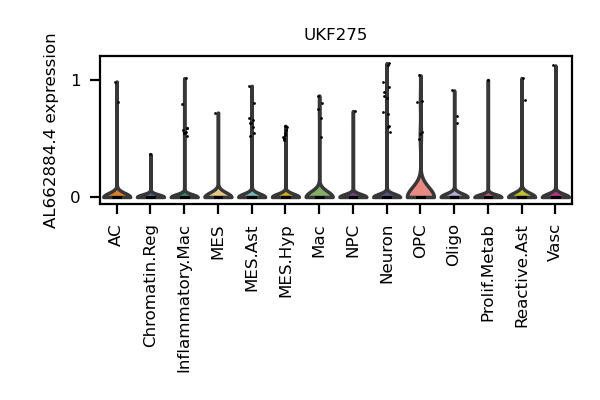 UKF275
AL662884.4 expression
1
0
AC
Chromatin.Reg
Inflammatory.Mac
MES
MES.Ast
MES.Hyp
Mac
NPC
Neuron
OPC
Oligo
Prolif.Metab
Reactive.Ast
Vasc